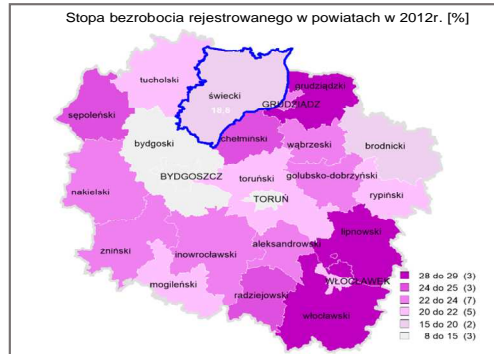 Stopa bezrobocia rejestrowanego w powiatach w 2012r. [%]
tucholski
grudziądzki
świecki
GRUDZIĄDZ
sępoleński
chełmiński
bydgoski
wąbrzeski
brodnicki
BYDGOSZCZ
toruński
golubsko-dobrzyński
nakielski
TORUŃ
rypiński
lipnowski
aleksandrowski
żniński
inowrocławski
WŁOCŁAWEK
mogileński
radziejowski
włocławski
28 do 29 (3)
24 do 25 (3)
22 do 24 (7)
20 do 22 (5)
15 do 20 (2)
8 do 15 (3)